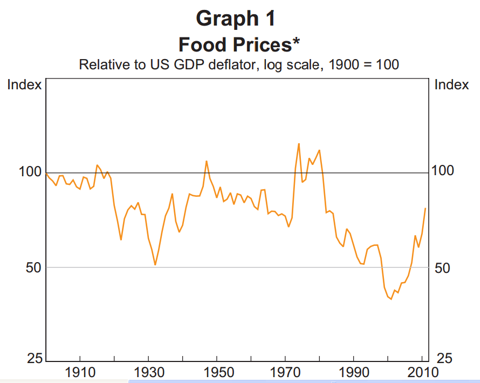 Graph 1
Food Prices*
Relative to US GDP deflator, log scale, 1900 = 100
Index Index
100 100
50 50
25 25
1910 1930 1950 1970 1990 2010